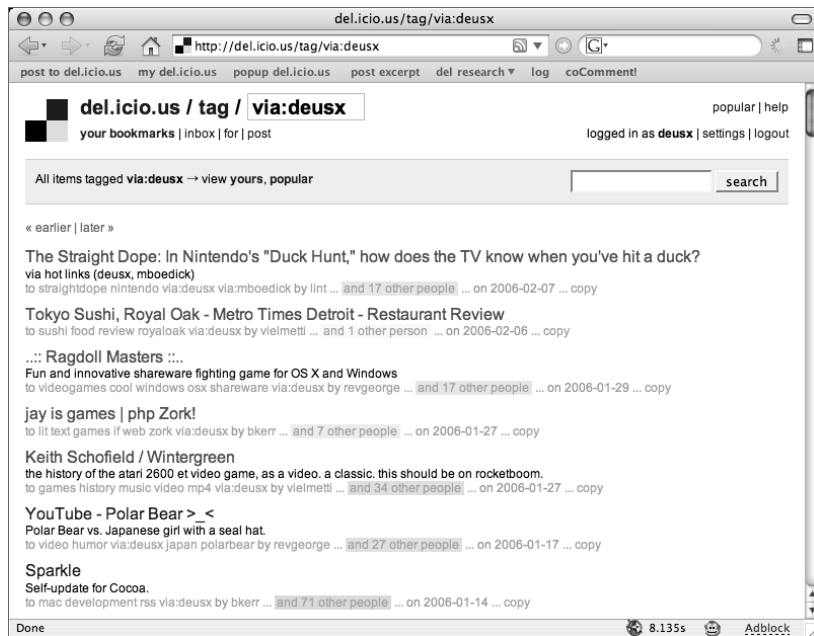 del.icio.us/tag/via:deusx
http://del.icio.us/tag/via:deusx
G
post to del.icio.us my del.icio.us popup del.icio.us post excerpt del research ▾ log coComment!
del.icio.us / tag / via:deusx
popular | help
your bookmarks | inbox | for | post
logged in as deusx | settings | logout
All items tagged via:deusx → view yours, popular
search
« earlier | later »
The Straight Dope: In Nintendo's "Duck Hunt," how does the TV know when you've hit a duck?
via hot links (deusx, mboedick)
to straightdope nintendo via:deusx via:mboedick by lint ... and 17 other people ... on 2006-02-07 ... copy
Tokyo Sushi, Royal Oak - Metro Times Detroit - Restaurant Review
to sushi food review royaloak via:deusx by vielmetti ... and 1 other person ... on 2006-02-06 ... copy
..:: Ragdoll Masters ::..
Fun and innovative shareware fighting game for OS X and Windows
to videogames cool windows osx shareware via:deusx by revgeorge ... and 17 other people ... on 2006-01-29 ... copy
jay is games | php Zork!
to lit text games if web zork via:deusx by bkerr ... and 7 other people ... on 2006-01-27 ... copy
Keith Schofield / Wintergreen
the history of the atari 2600 et video game, as a video. a classic. this should be on rocketboom.
to games history music video mp4 via:deusx by vielmetti ... and 34 other people ... on 2006-01-27 ... copy
YouTube - Polar Bear >_<
Polar Bear vs. Japanese girl with a seal hat.
to video humor via:deusx japan polarbear by revgeorge ... and 27 other people ... on 2006-01-17 ... copy
Sparkle
Self-update for Cocoa.
to mac development rss via:deusx by bkerr ... and 71 other people ... on 2006-01-14 ... copy
Done
8.135s
Adblock